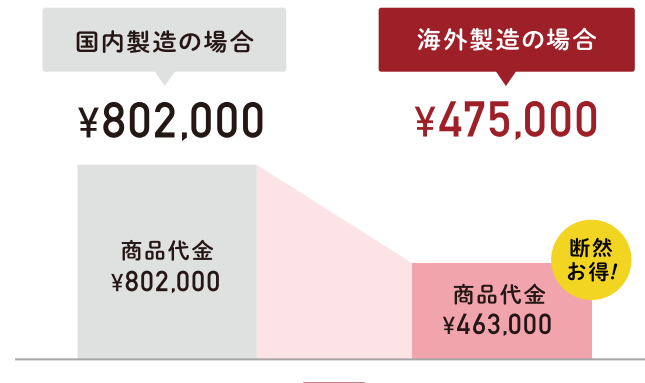 国内製造の場合
¥802,000
海外製造の場合
¥475,000
商品代金
¥802,000
断然
お得!
商品代金
¥463,000